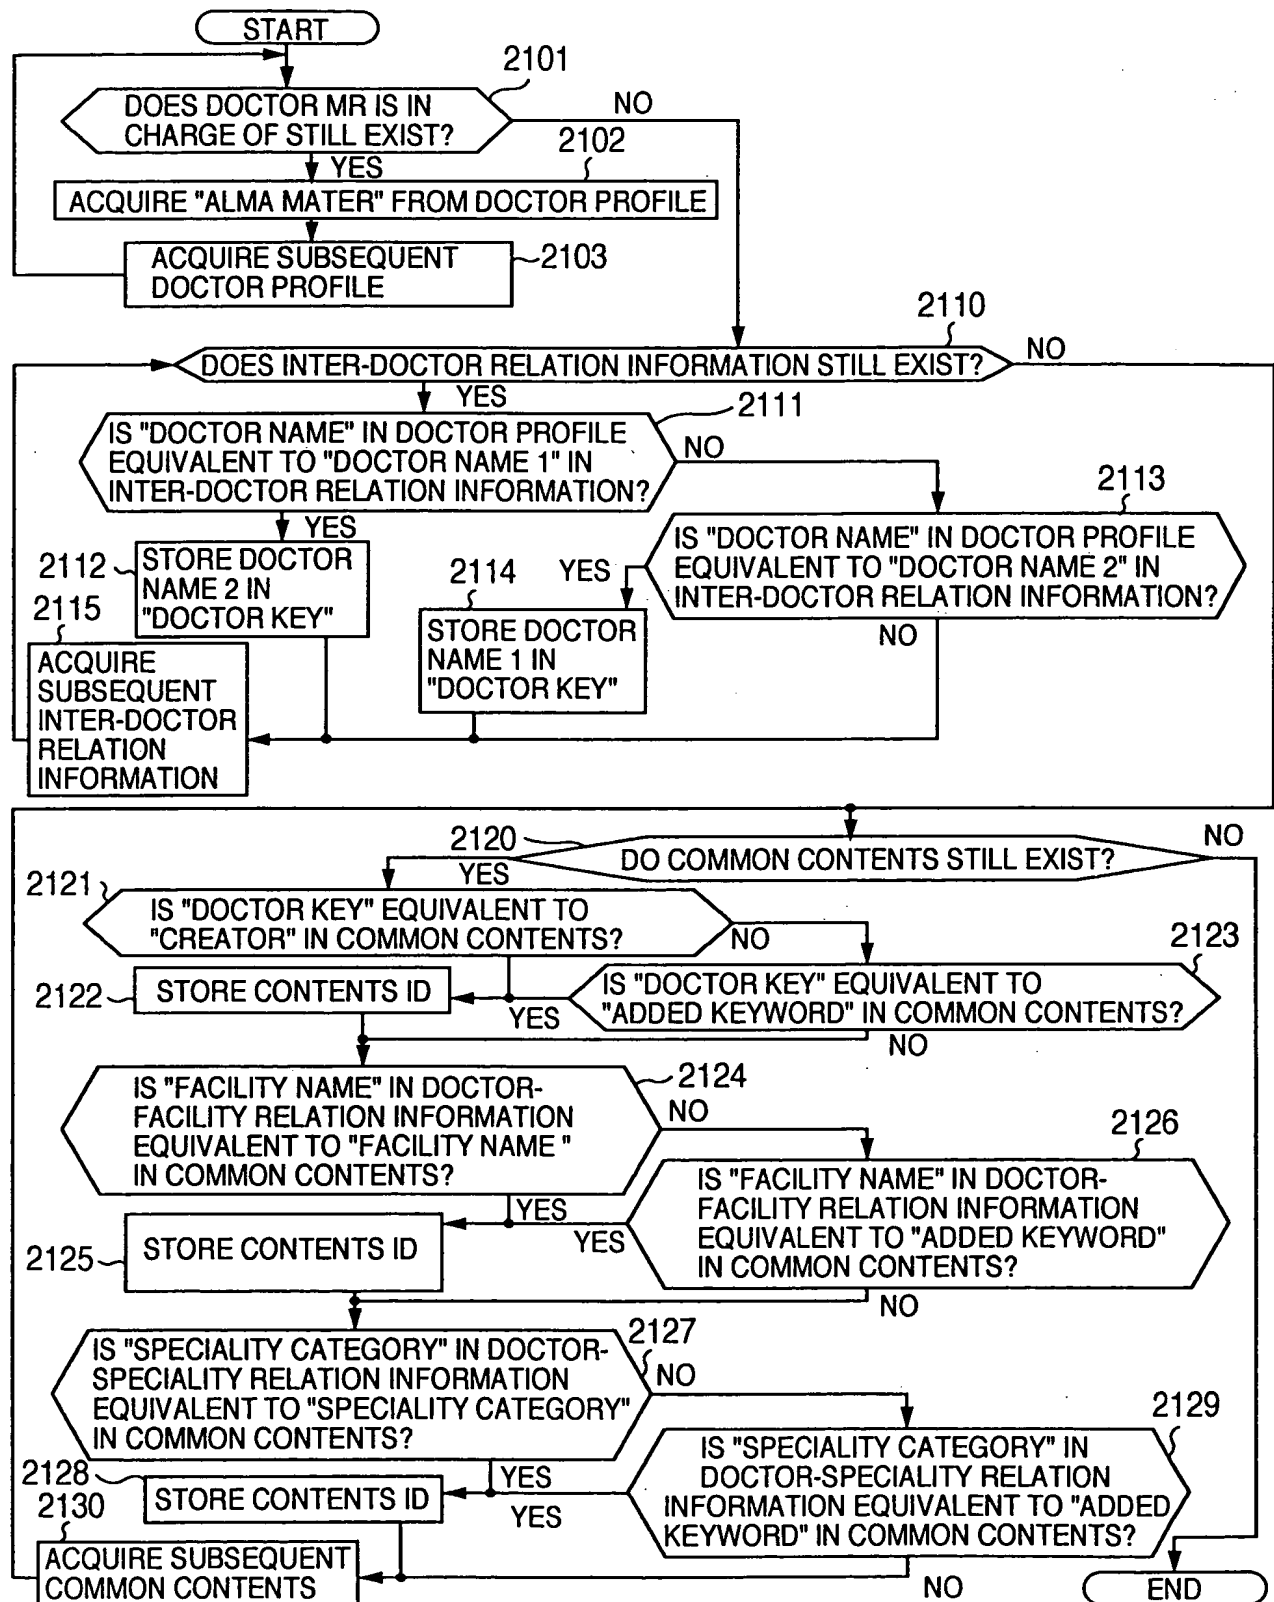 START
2101
DOES DOCTOR MR IS IN
CHARGE OF STILL EXIST?
NO
2102
YES
ACQUIRE "ALMA MATER" FROM DOCTOR PROFILE
ACQUIRE SUBSEQUENT
DOCTOR PROFILE
2103
2110
DOES INTER-DOCTOR RELATION INFORMATION STILL EXIST?
NO
YES
2111
IS "DOCTOR NAME" IN DOCTOR PROFILE
EQUIVALENT TO "DOCTOR NAME 1" IN
INTER-DOCTOR RELATION INFORMATION?
NO
2113
YES
IS "DOCTOR NAME" IN DOCTOR PROFILE
EQUIVALENT TO "DOCTOR NAME 2" IN
INTER-DOCTOR RELATION INFORMATION?
YES
NO
2112
STORE DOCTOR
NAME 2 IN
"DOCTOR KEY"
2114
STORE DOCTOR
NAME 1 IN
"DOCTOR KEY"
2115
ACQUIRE
SUBSEQUENT
INTER-DOCTOR
RELATION
INFORMATION
2120
DO COMMON CONTENTS STILL EXIST?
NO
YES
2121
IS "DOCTOR KEY" EQUIVALENT TO
"CREATOR" IN COMMON CONTENTS?
NO
2123
IS "DOCTOR KEY" EQUIVALENT TO
"ADDED KEYWORD" IN COMMON CONTENTS?
2122
STORE CONTENTS ID
YES
NO
2124
IS "FACILITY NAME" IN DOCTOR-
FACILITY RELATION INFORMATION
EQUIVALENT TO "FACILITY NAME "
IN COMMON CONTENTS?
NO
2126
IS "FACILITY NAME" IN DOCTOR-
FACILITY RELATION INFORMATION
EQUIVALENT TO "ADDED KEYWORD"
IN COMMON CONTENTS?
YES
YES
2125
STORE CONTENTS ID
NO
2127
IS "SPECIALITY CATEGORY" IN DOCTOR-
SPECIALITY RELATION INFORMATION
EQUIVALENT TO "SPECIALITY CATEGORY"
IN COMMON CONTENTS?
NO
2129
IS "SPECIALITY CATEGORY" IN
DOCTOR-SPECIALITY RELATION
INFORMATION EQUIVALENT TO "ADDED
KEYWORD" IN COMMON CONTENTS?
2128
YES
STORE CONTENTS ID
YES
2130
ACQUIRE SUBSEQUENT
COMMON CONTENTS
NO
END